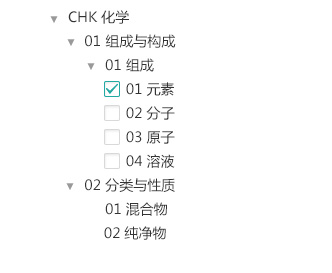 CHK 化学
01 组成与构成
01 组成
01 元素
02 分子
03 原子
04 溶液
02 分类与性质
01 混合物
02 纯净物